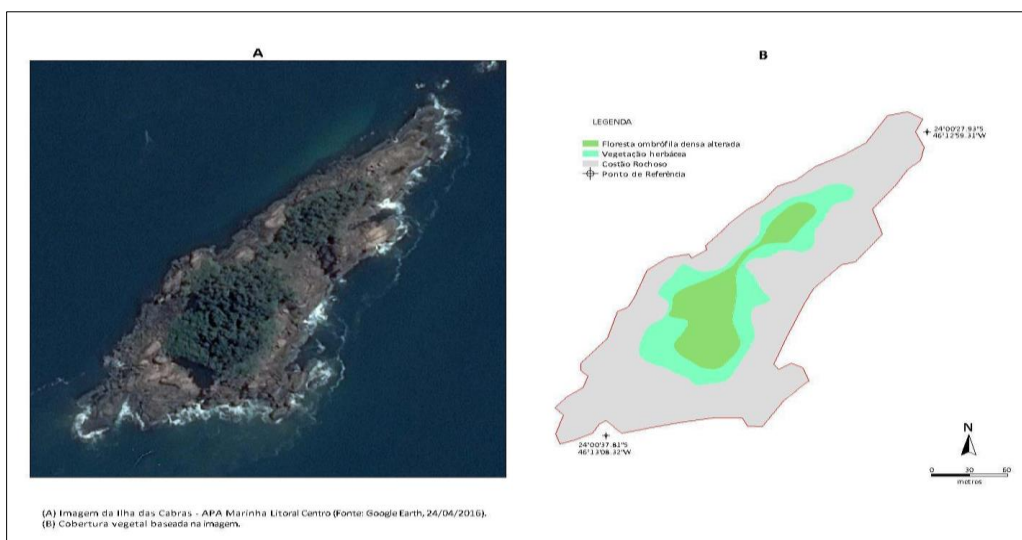 A
B
LEGENDA
Floresta ombrófila densa alterada
Vegetação herbácea
Costão Rochoso
Ponto de Referência
24°00'27.93"S
46°12'59.31"W
24°00'37.81"S
46°13'08.32"W
N
0 30 60
metros
(A) Imagem da Ilha das Cabras - APA Marinha Litoral Centro (Fonte: Google Earth, 24/04/2016).
(B) Cobertura vegetal baseada na imagem.